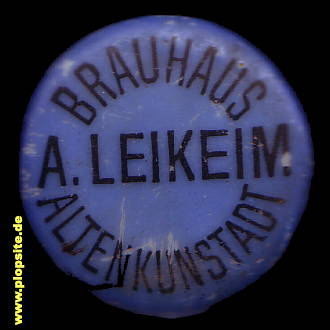 BRAUHAUS
A. LEIKEIM
ALTENKUNSTADT
www.plopsite.de